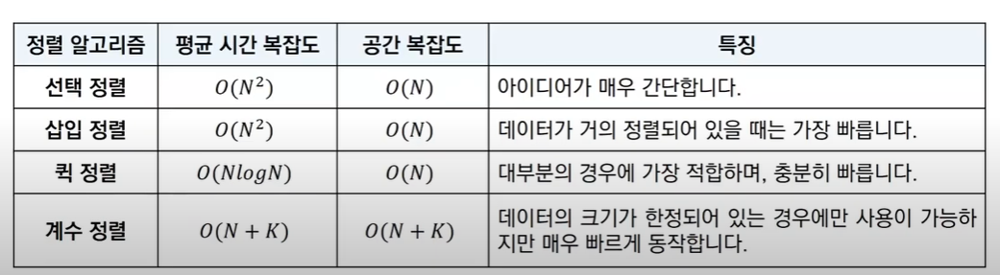 정렬 알고리즘 평균 시간 복잡도 공간 복잡도 특징
선택 정렬 O(N²) O(N) 아이디어가 매우 간단합니다.
삽입 정렬 O(N²) O(N) 데이터가 거의 정렬되어 있을 때는 가장 빠릅니다.
퀵 정렬 O(NlogN) O(N) 대부분의 경우에 가장 적합하며, 충분히 빠릅니다.
계수 정렬 O(N + K) O(N + K) 데이터의 크기가 한정되어 있는 경우에만 사용이 가능하
지만 매우 빠르게 동작합니다.